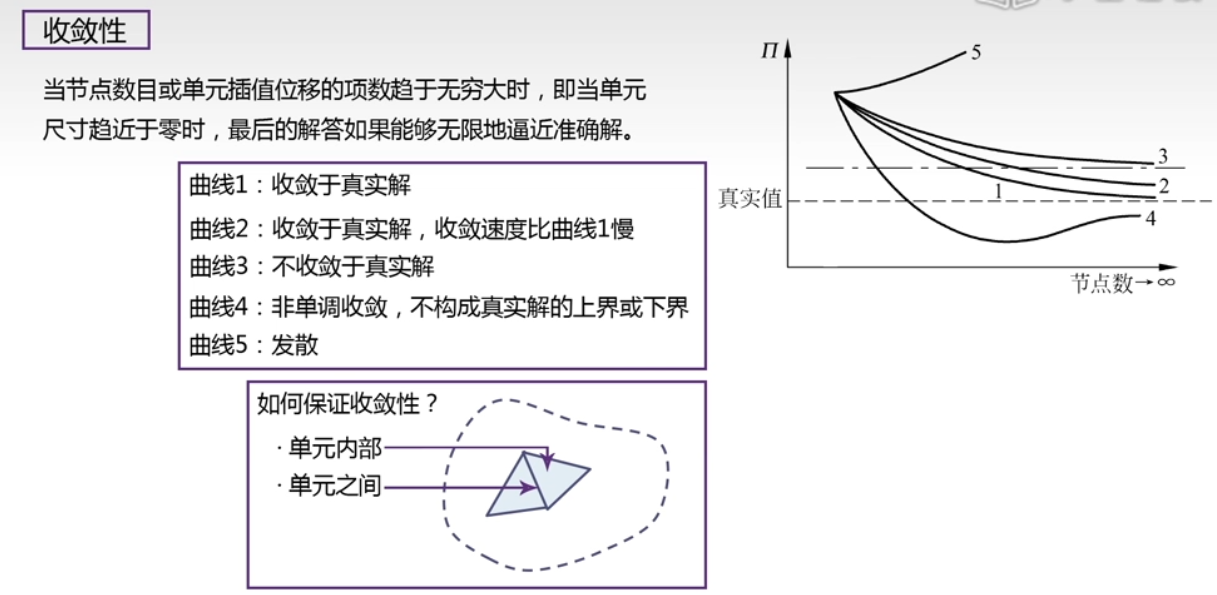 收敛性
当节点数目或单元插值位移的项数趋于无穷大时，即当单元
尺寸趋近于零时，最后的解答如果能够无限地逼近准确解。
曲线1：收敛于真实解
曲线2：收敛于真实解，收敛速度比曲线1慢
曲线3：不收敛于真实解
曲线4：非单调收敛，不构成真实解的上界或下界
曲线5：发散
如何保证收敛性？
·单元内部
·单元之间
Π
5
3
2
1
真实值
4
节点数→∞